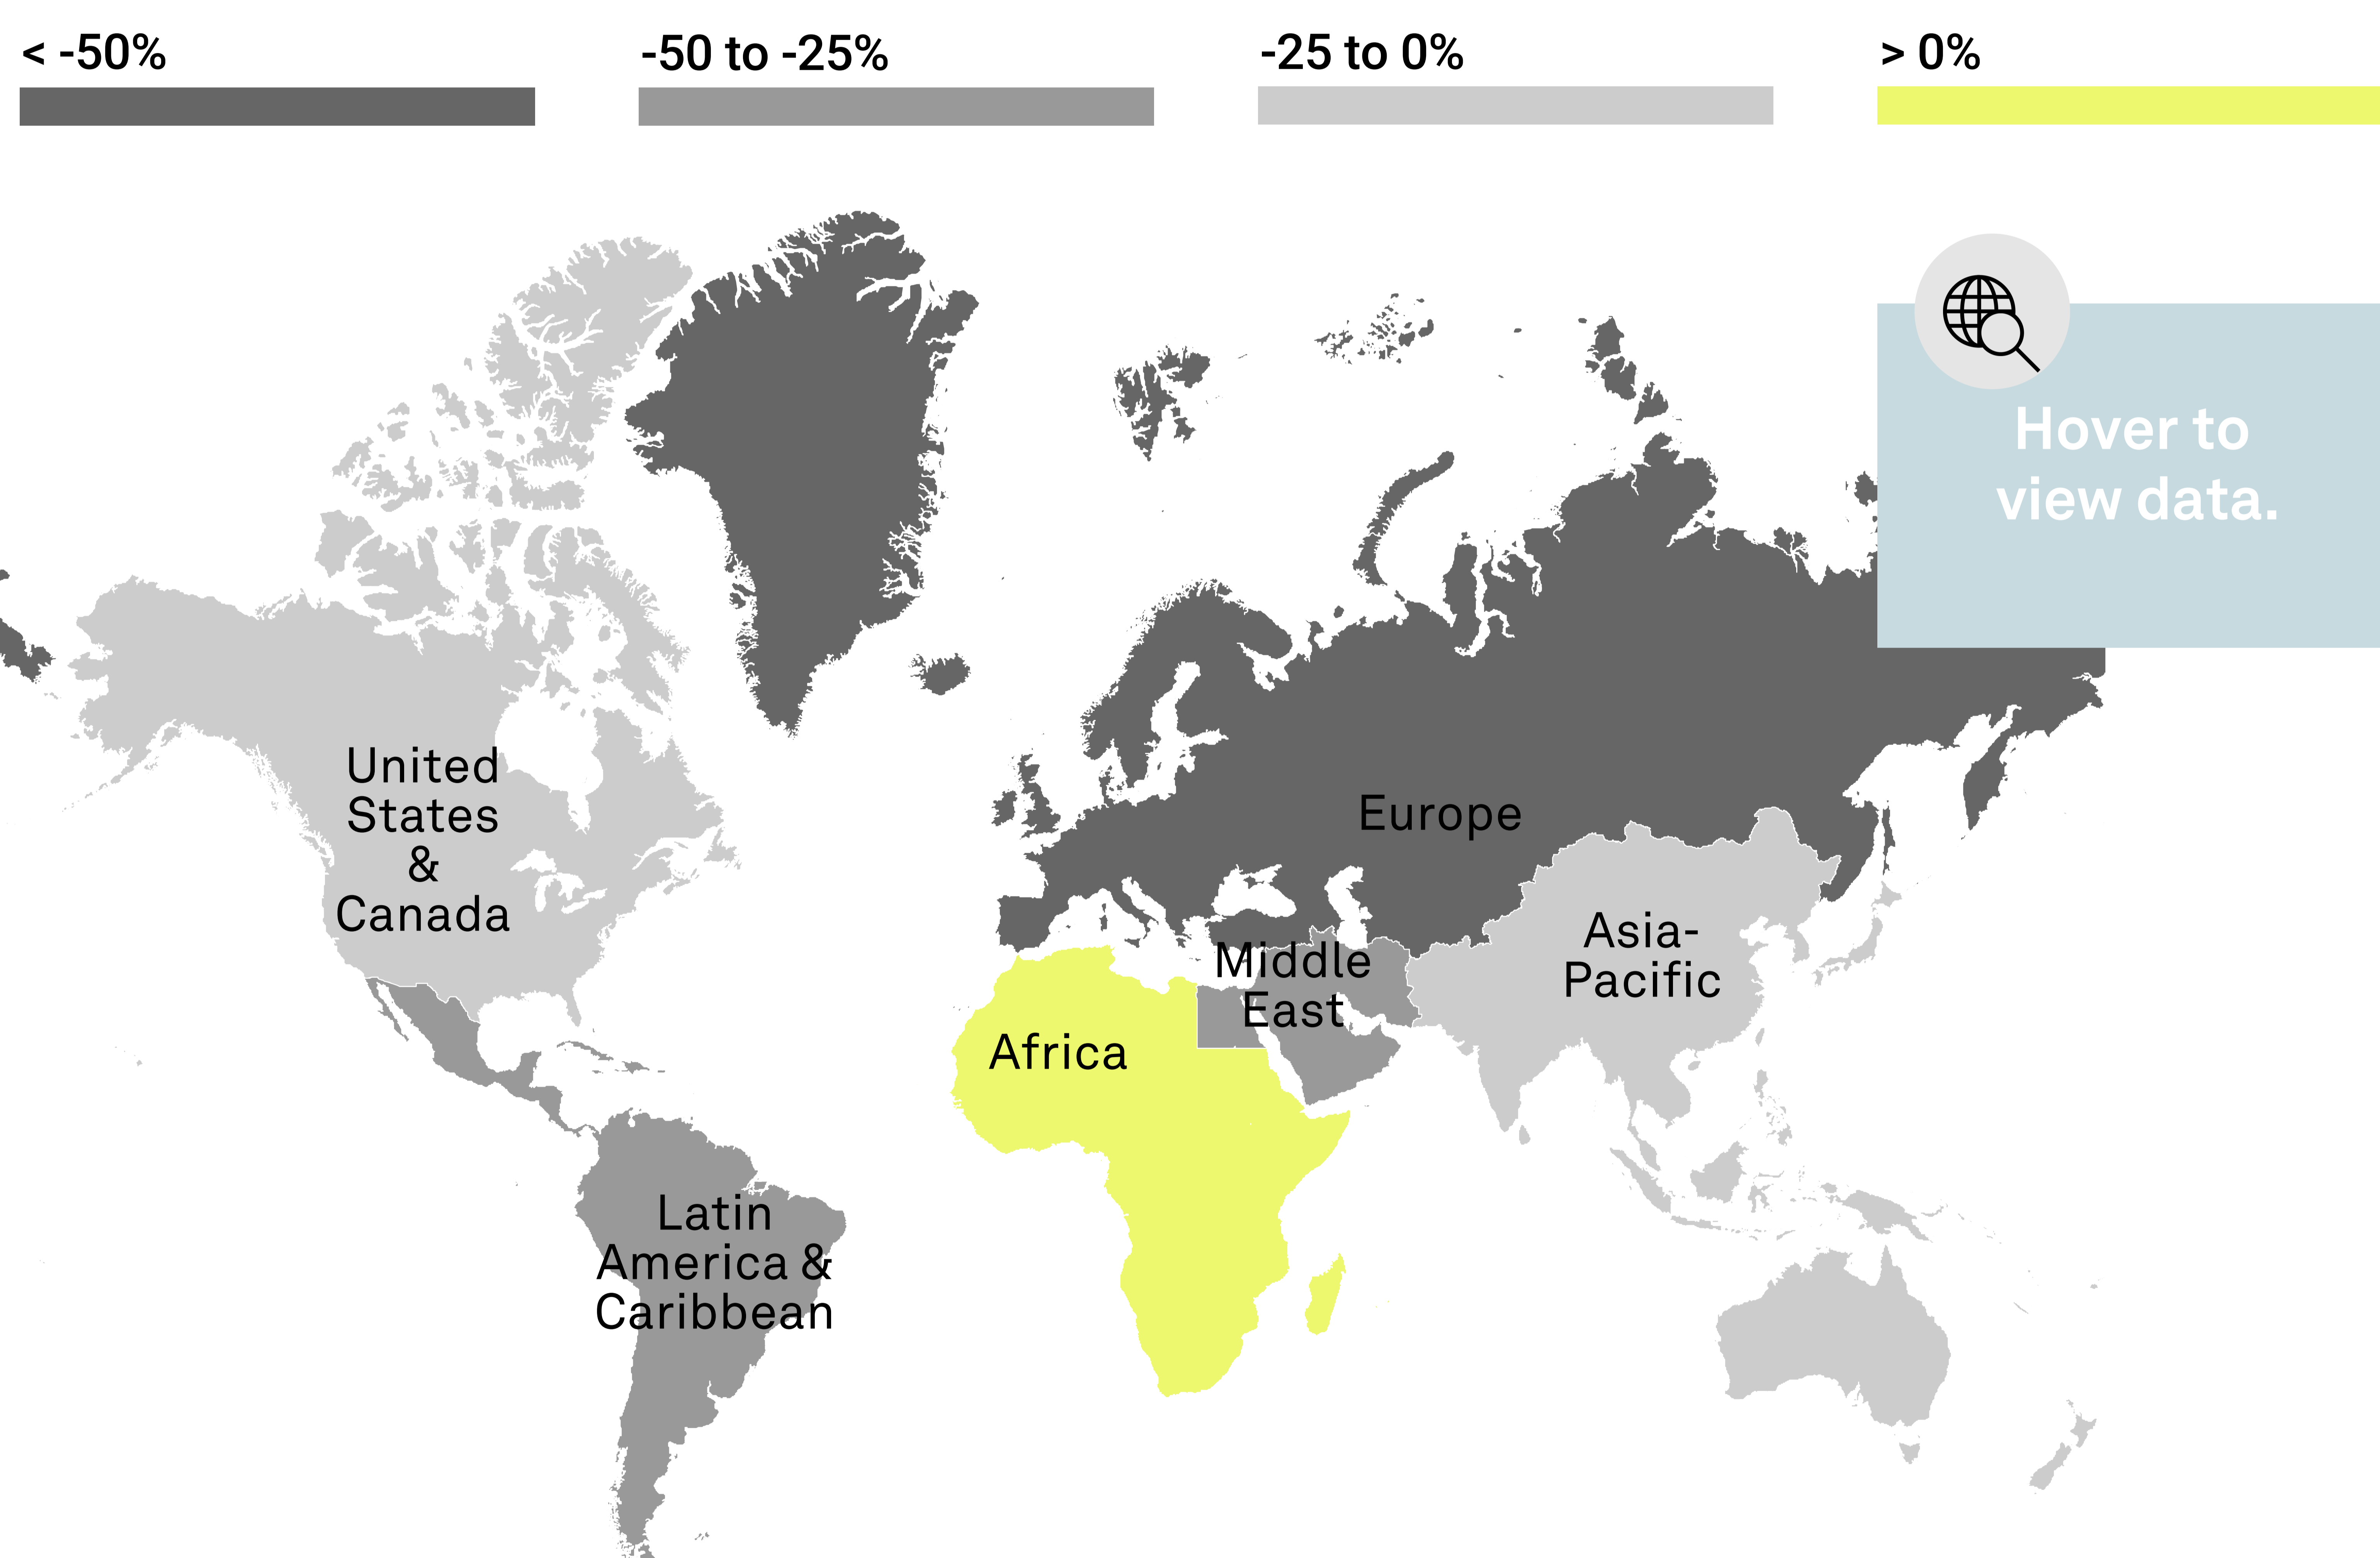 < -50%
-50 to -25%
-25 to 0%
> 0%
Hover to
view data.
United
States
&
Canada
Europe
Asia-
Pacific
Middle
East
Africa
Latin
America &
Caribbean